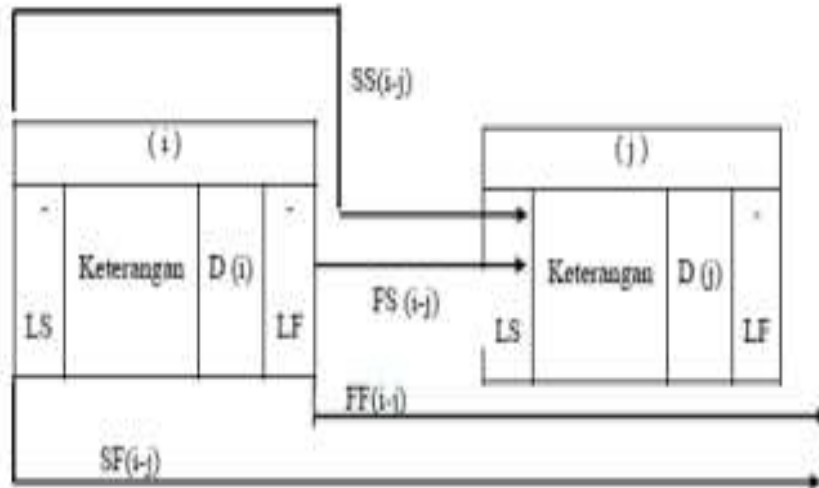 SS(i-j)
( i )
( j )
-
-
-
Keterangan
D (i)
Keterangan
D (j)
FS (i-j)
LS
LF
LS
LF
FF(i-j)
SF(i-j)